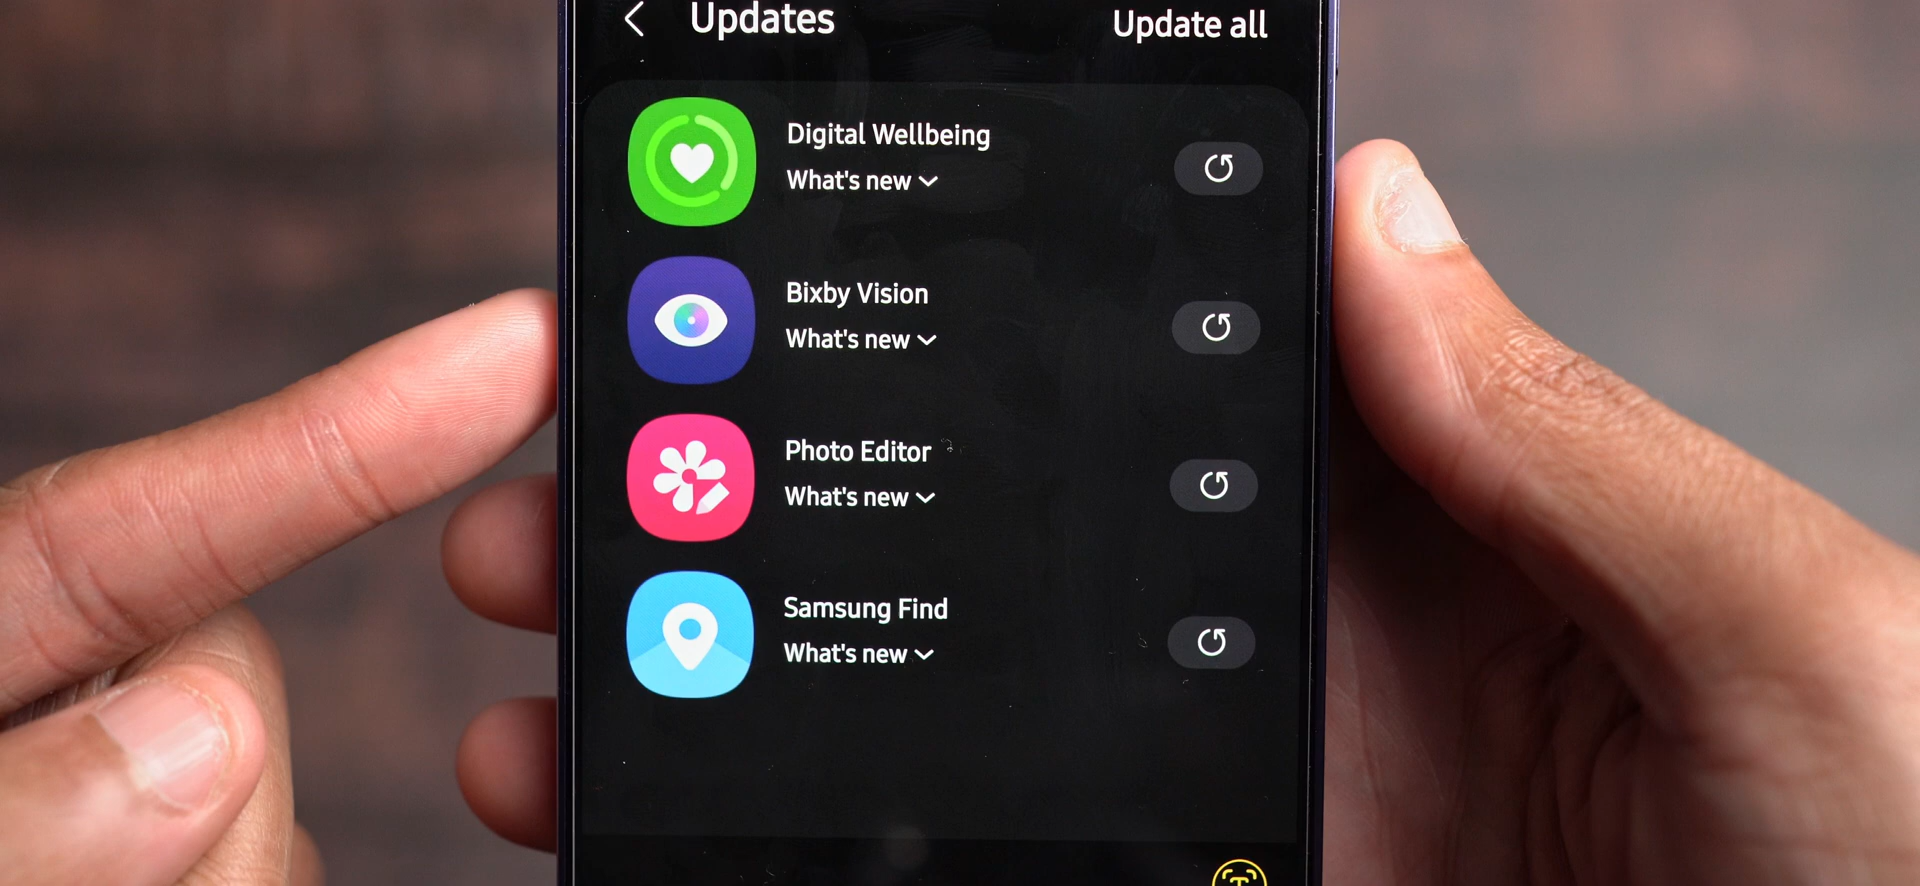 Updates
Update all
Digital Wellbeing
What's new
Bixby Vision
What's new
Photo Editor
What's new
Samsung Find
What's new
T